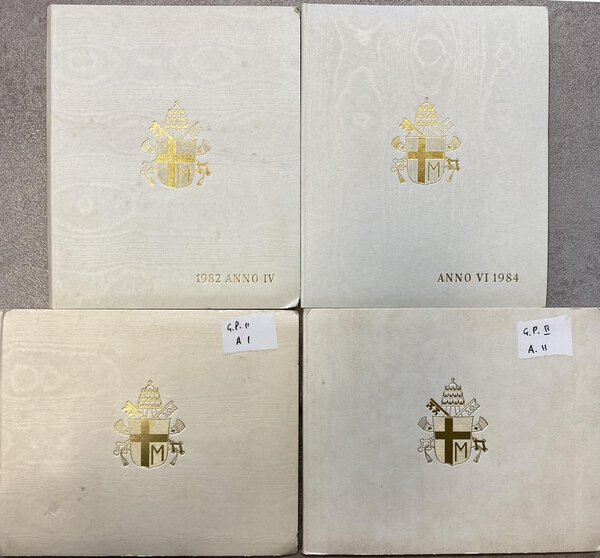 M
1982 ANNO IV
M
ANNO VI 1984
G.P. II
A I
M
G.P. II
A. II
M